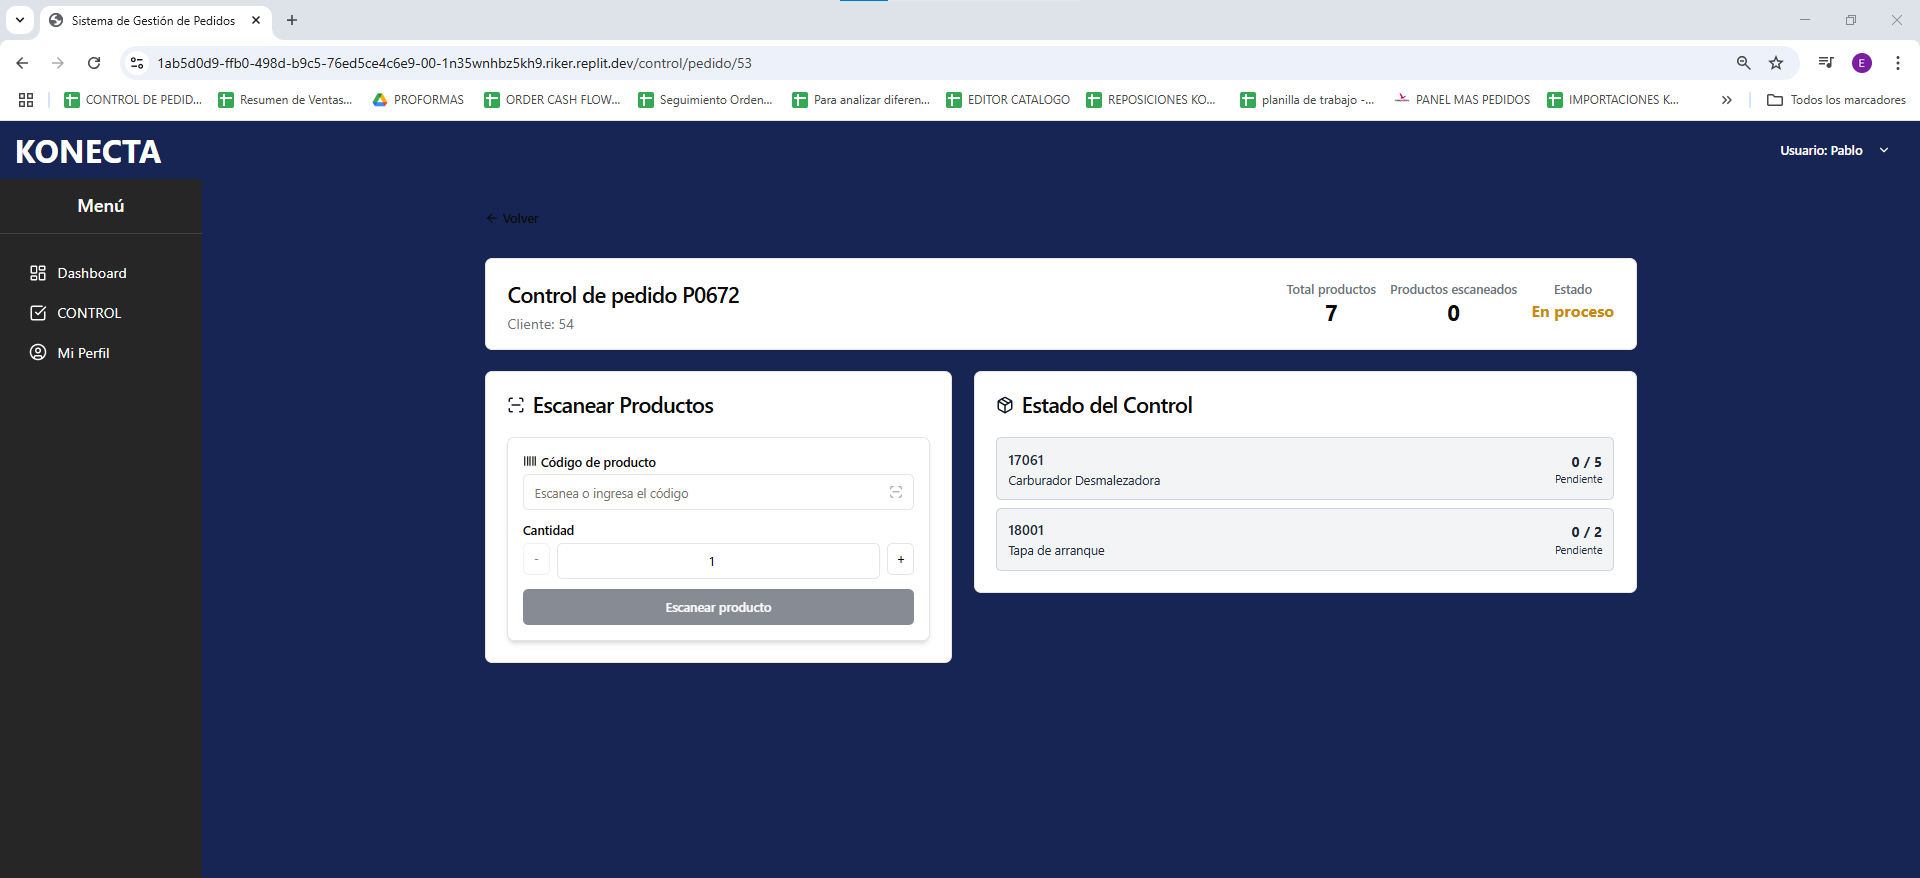 Sistema de Gestión de Pedidos
1ab5d0d9-ffb0-498d-b9c5-76ed5ce4c6e9-00-1n35wnhbz5kh9.riker.replit.dev/control/pedido/53
E
CONTROL DE PEDID...
Resumen de Ventas...
PROFORMAS
ORDER CASH FLOW...
Seguimiento Orden...
Para analizar diferen...
EDITOR CATALOGO
REPOSICIONES KO...
planilla de trabajo -...
PANEL MAS PEDIDOS
IMPORTACIONES K...
Todos los marcadores
KONECTA
Usuario: Pablo
Menú
Dashboard
CONTROL
Mi Perfil
Volver
Control de pedido P0672
Cliente: 54
Total productos
7
Productos escaneados
0
Estado
En proceso
Escanear Productos
Código de producto
Escanea o ingresa el código
Cantidad
- 1 +
Escanear producto
Estado del Control
17061
Carburador Desmalezadora
0 / 5
Pendiente
18001
Tapa de arranque
0 / 2
Pendiente